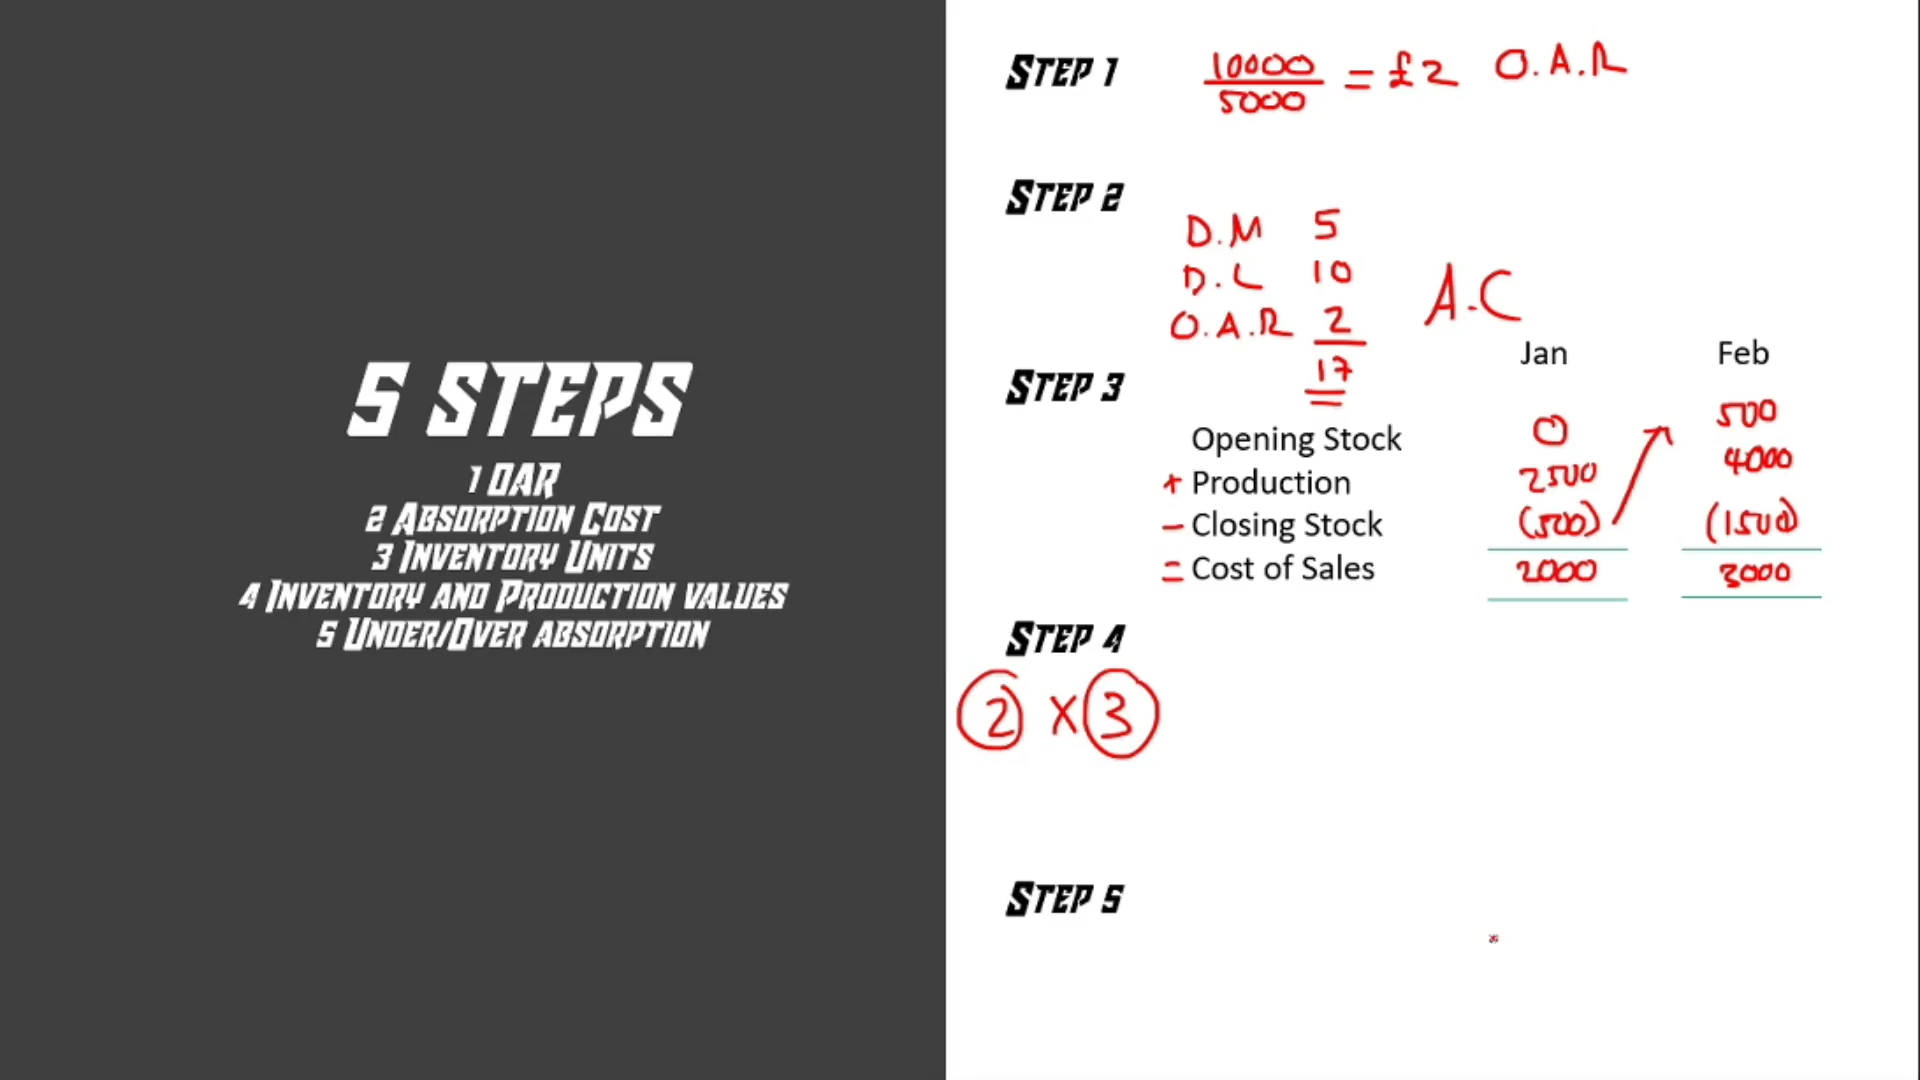 5 STEPS
1 OAR
2 ABSORPTION COST
3 INVENTORY UNITS
4 INVENTORY AND PRODUCTION VALUES
5 UNDER/OVER ABSORPTION
STEP 1
10000
5000
= £2 O.A.R
STEP 2
D.M 5
D.L 10
O.A.R 2
17
A.C
STEP 3
Jan Feb
Opening Stock 0 500
+ Production 2500 4000
- Closing Stock (500) (1500)
= Cost of Sales 2000 3000
STEP 4
2 x 3
STEP 5